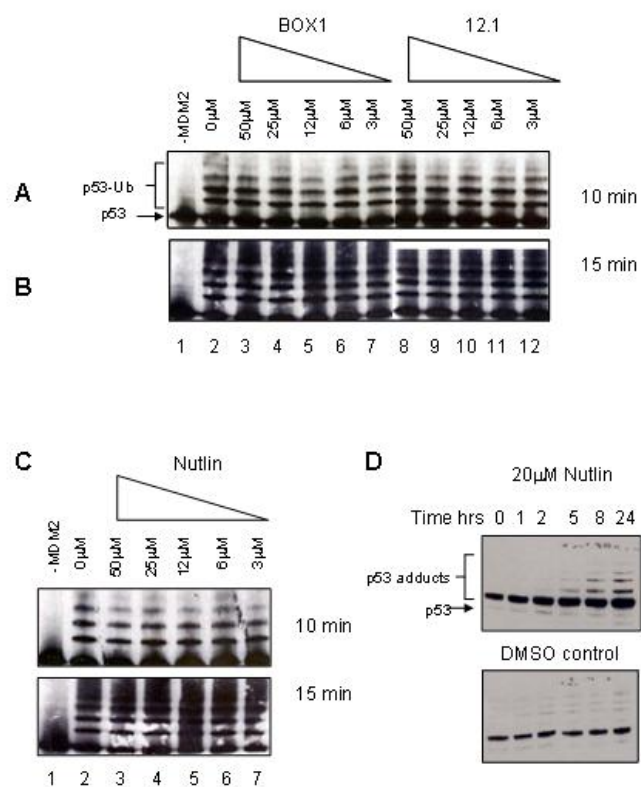 BOX1 12.1
-MDM2 0µM 50µM 25µM 12µM 6µM 3µM 50µM 25µM 12µM 6µM 3µM
A p53-Ub 10 min
p53
15 min
B
1 2 3 4 5 6 7 8 9 10 11 12
C Nutlin
-MDM2 0µM 50µM 25µM 12µM 6µM 3µM
10 min
15 min
1 2 3 4 5 6 7
D
20µM Nutlin
Time hrs 0 1 2 5 8 24
p53 adducts
p53
DMSO control